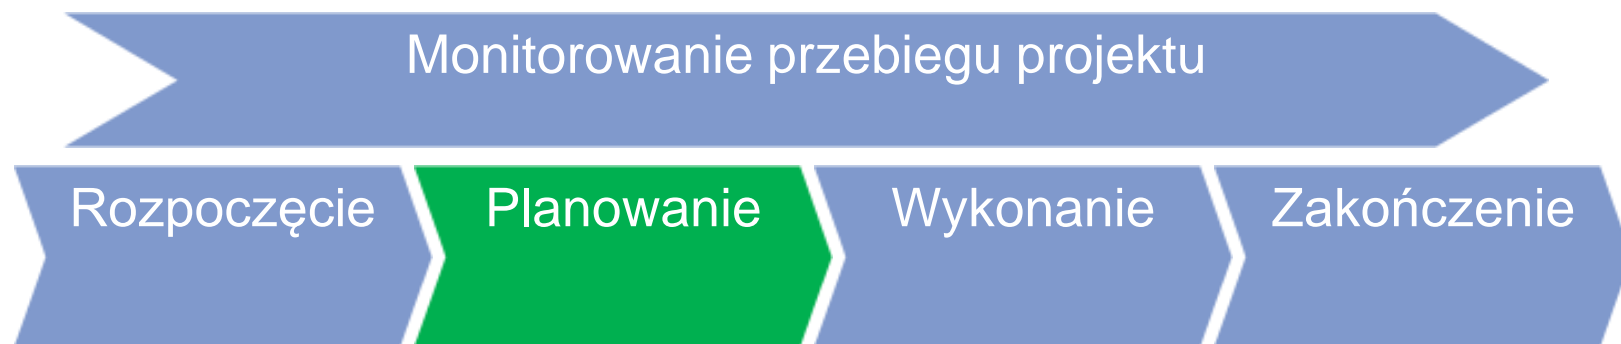 Monitorowanie przebiegu projektu
Rozpoczęcie
Planowanie
Wykonanie
Zakończenie